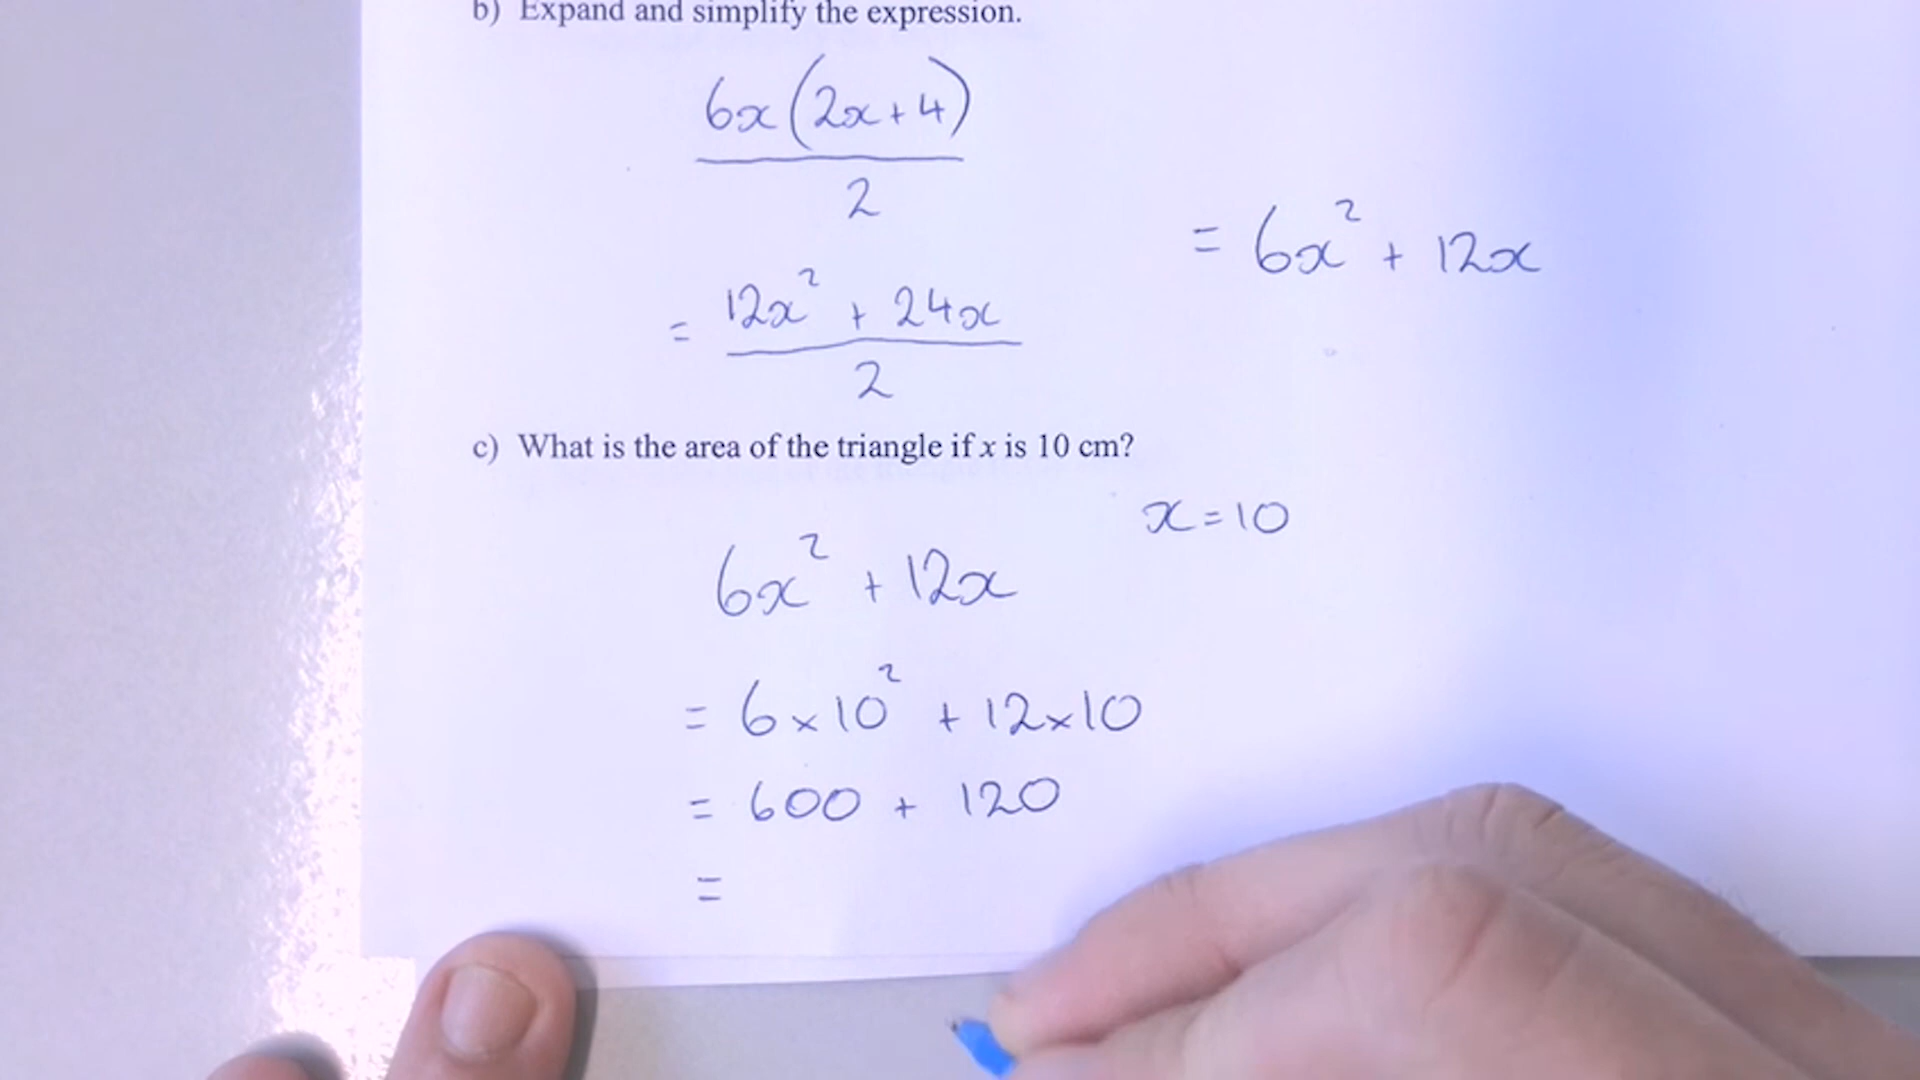 b) Expand and simplify the expression.
6x(2x+4)
2
= 6x² + 12x
= 12x² + 24x
2
c) What is the area of the triangle if x is 10 cm?
x=10
6x² + 12x
= 6×10² + 12×10
= 600 + 120
=